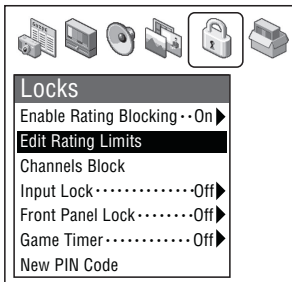 Locks
Enable Rating Blocking··On
Edit Rating Limits
Channels Block
Input Lock··············Off
Front Panel Lock········Off
Game Timer············Off
New PIN Code